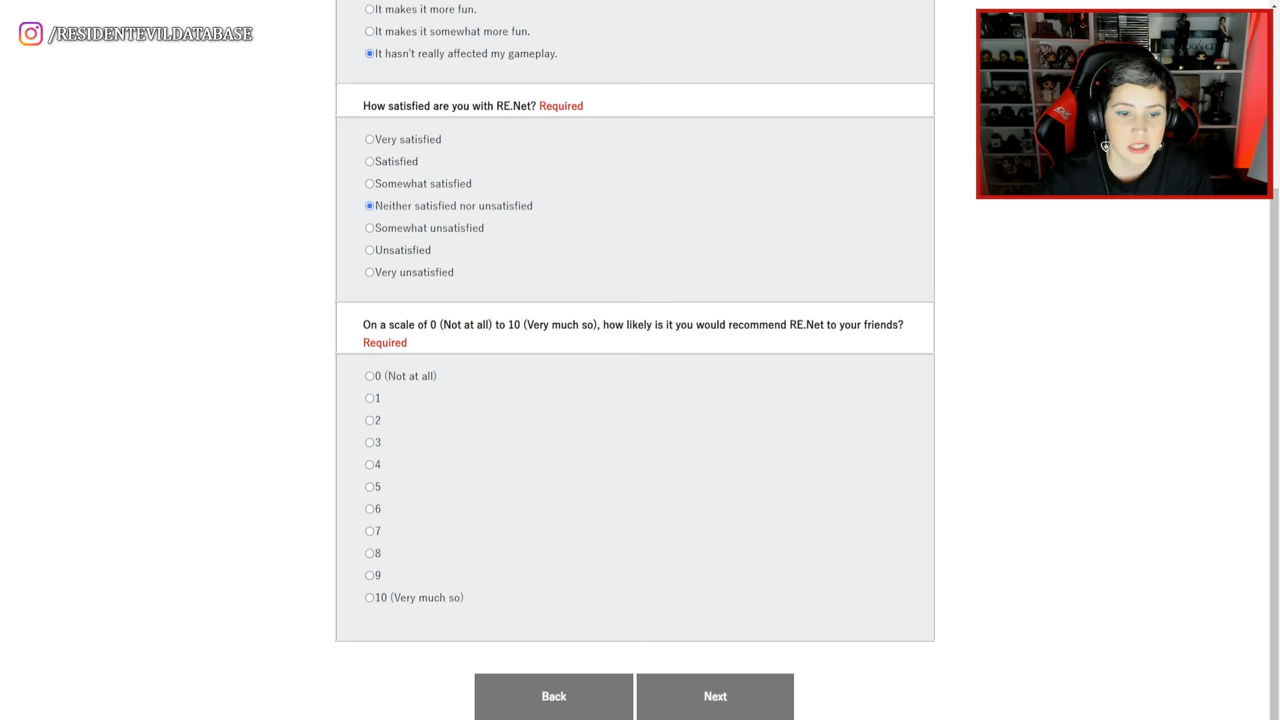 /RESIDENTEVILDATABASE
It makes it more fun.
It makes it somewhat more fun.
It hasn't really affected my gameplay.
How satisfied are you with RE.Net? Required
Very satisfied
Satisfied
Somewhat satisfied
Neither satisfied nor unsatisfied
Somewhat unsatisfied
Unsatisfied
Very unsatisfied
On a scale of 0 (Not at all) to 10 (Very much so), how likely is it you would recommend RE.Net to your friends?
Required
0 (Not at all)
1
2
3
4
5
6
7
8
9
10 (Very much so)
Back Next